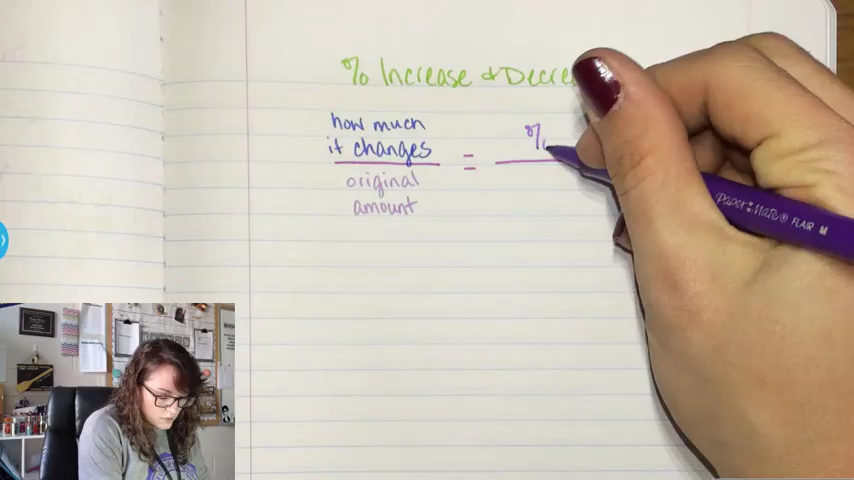 % Increase & Decre
how much
it changes
original
amount
=
%
Paper Mate FLAIR M